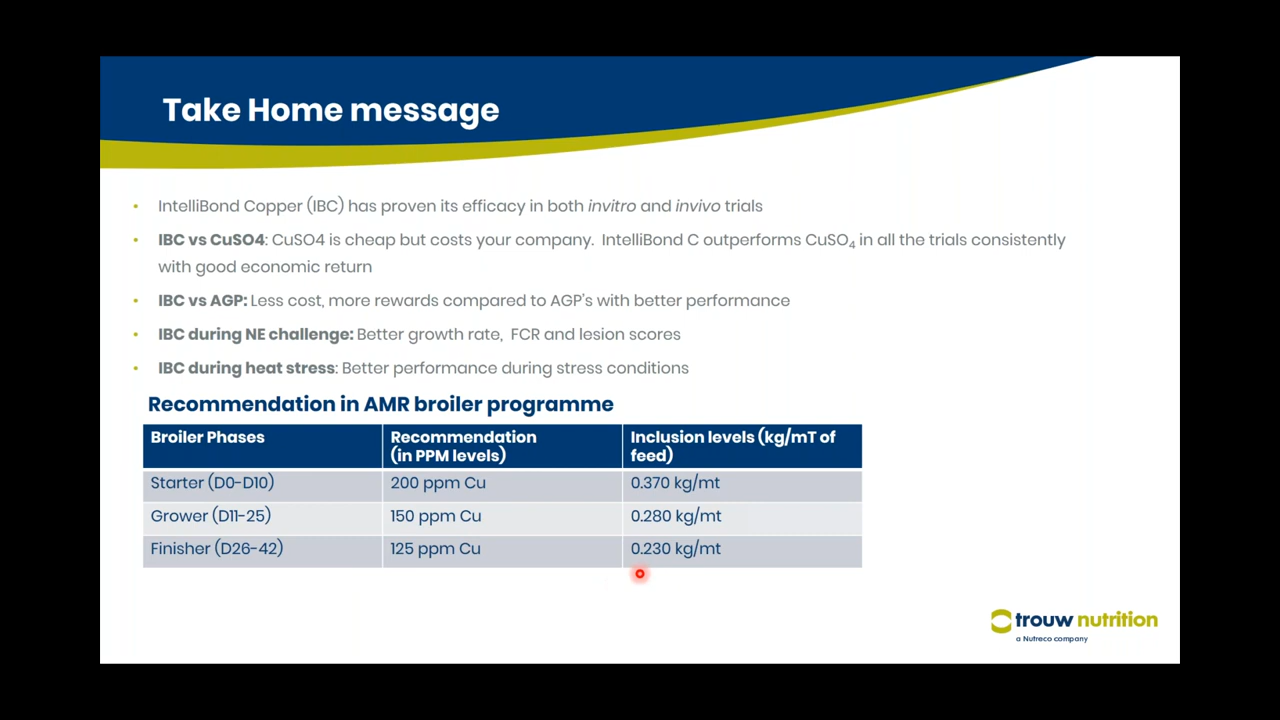 Take Home message
• IntelliBond Copper (IBC) has proven its efficacy in both invitro and invivo trials
• IBC vs CuSO4: CuSO4 is cheap but costs your company. IntelliBond C outperforms CuSO₄ in all the trials consistently
with good economic return
• IBC vs AGP: Less cost, more rewards compared to AGP's with better performance
• IBC during NE challenge: Better growth rate, FCR and lesion scores
• IBC during heat stress: Better performance during stress conditions
Recommendation in AMR broiler programme
Broiler Phases
Recommendation
(in PPM levels)
Inclusion levels (kg/mT of
feed)
Starter (D0-D10) 200 ppm Cu 0.370 kg/mt
Grower (D11-25) 150 ppm Cu 0.280 kg/mt
Finisher (D26-42) 125 ppm Cu 0.230 kg/mt
trouw nutrition
a Nutreco company